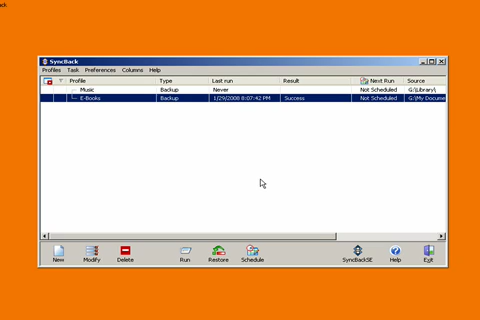 ack
SyncBack
Profiles Task Preferences Columns Help
Profile Type Last run Result Next Run Source
Music Backup Never Not Scheduled G:\Library\
E-Books Backup 1/29/2008 8:07:42 PM Success Not Scheduled G:\My Docume
New Modify Delete Run Restore Schedule SyncBackSE Help Exit